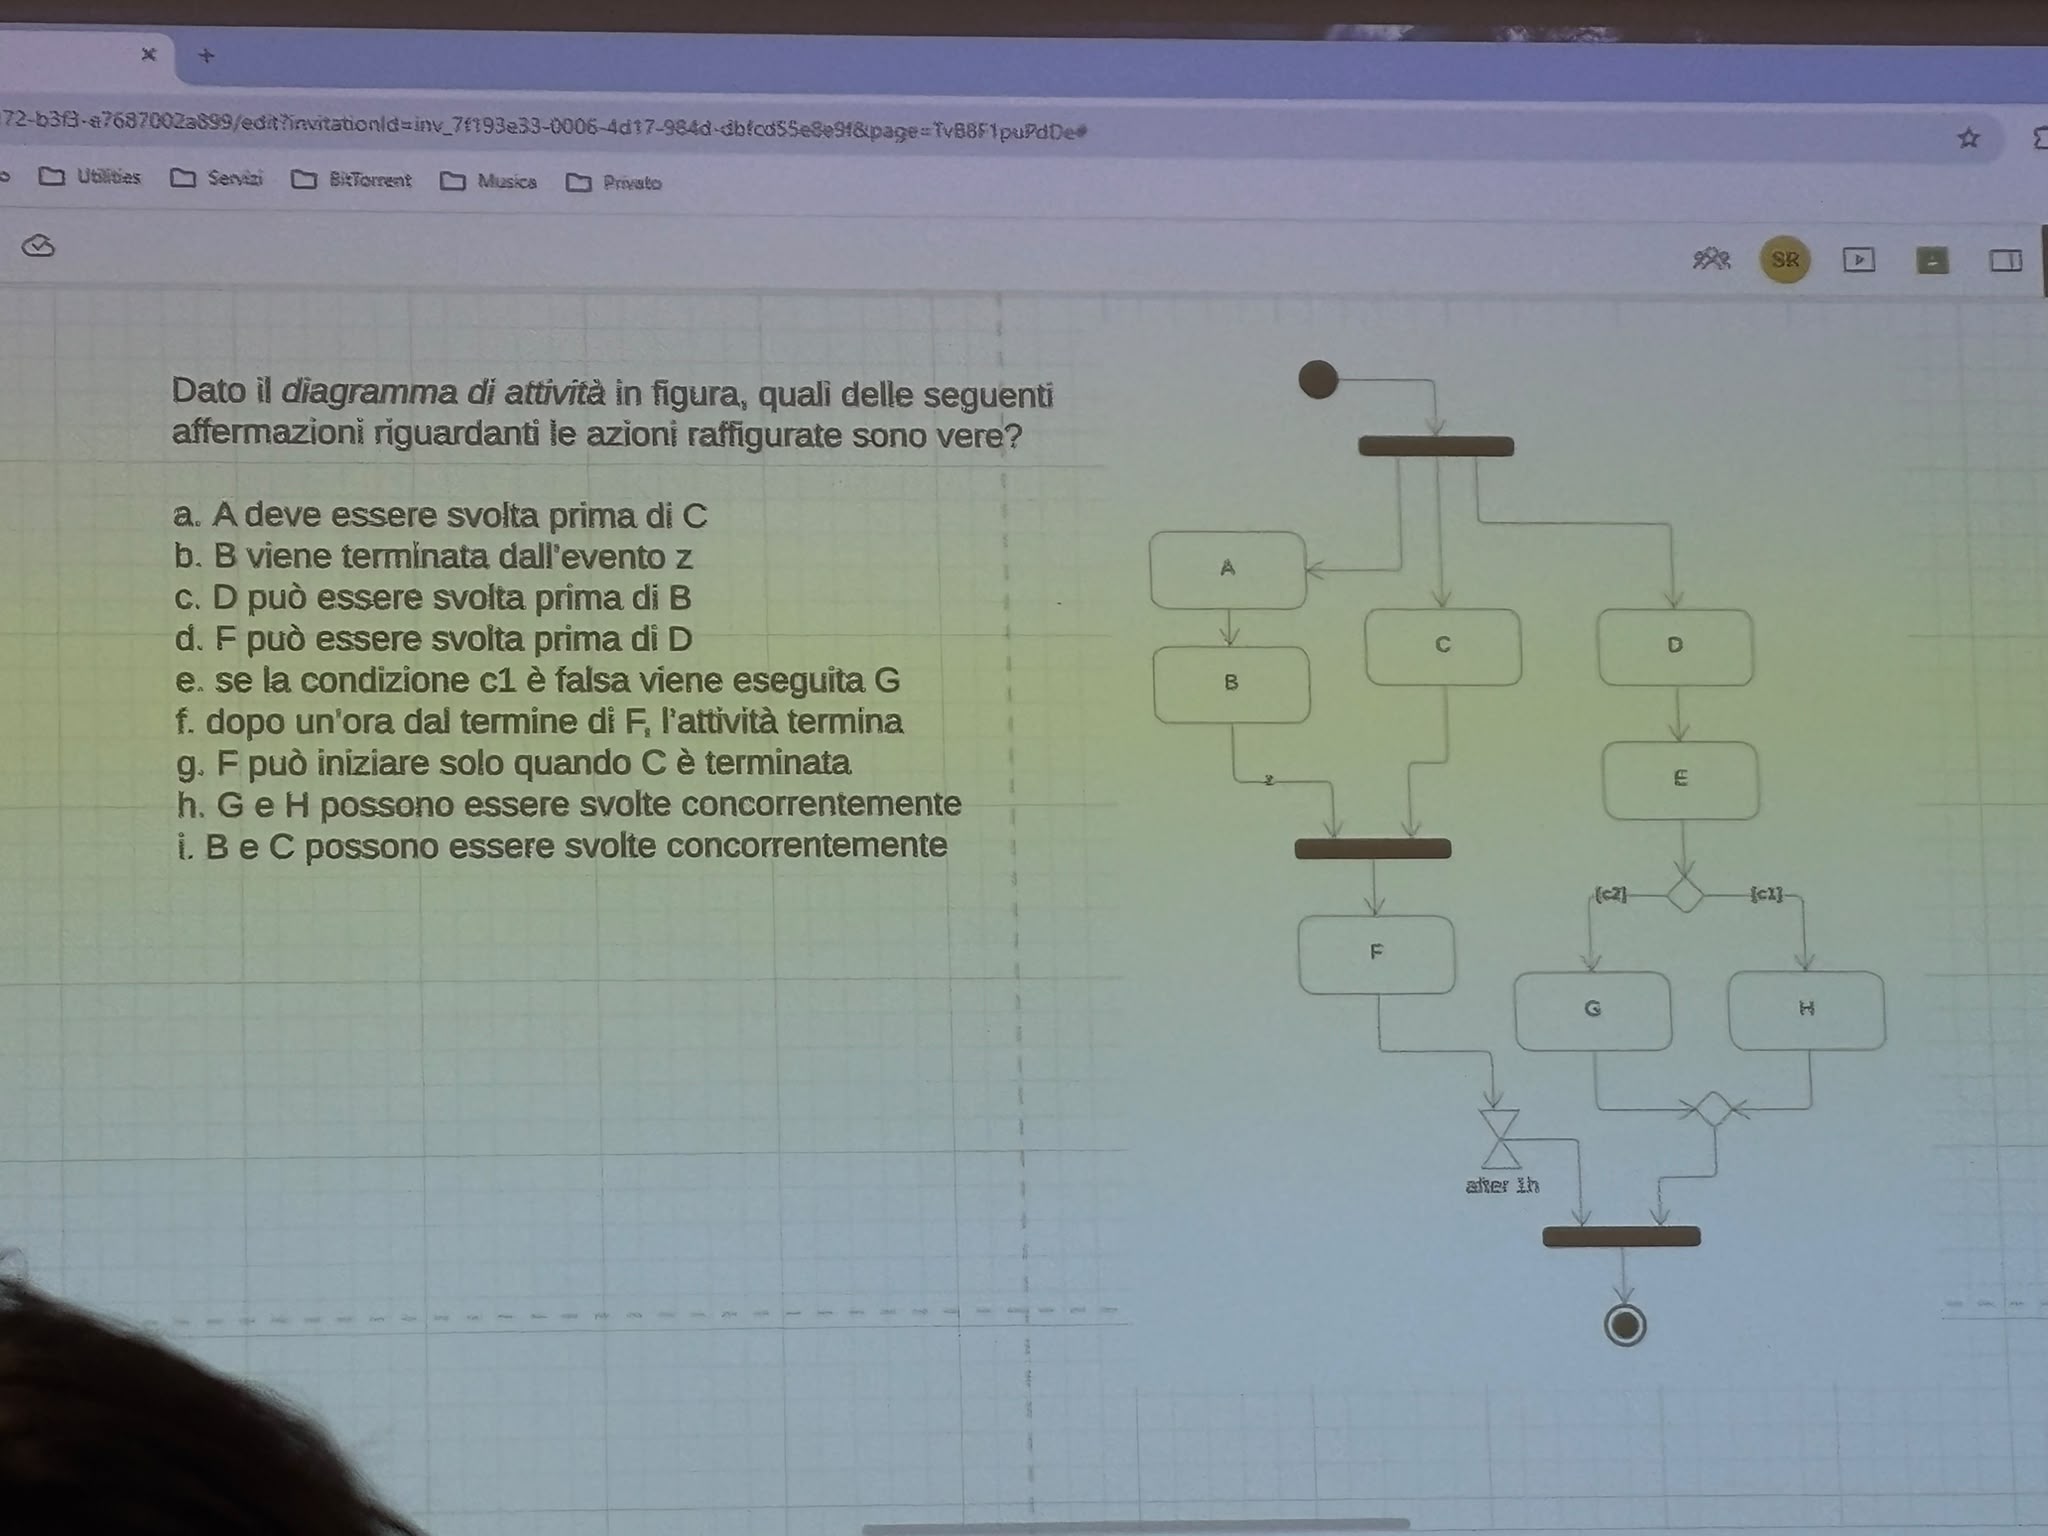 Utilities Servizi BitTorrent Musica Privato
SR
Dato il diagramma di attività in figura, quali delle seguenti
affermazioni riguardanti le azioni raffigurate sono vere?
a. A deve essere svolta prima di C
b. B viene terminata dall'evento z
c. D può essere svolta prima di B
d. F può essere svolta prima di D
e. se la condizione c1 è falsa viene eseguita G
f. dopo un'ora dal termine di F, l'attività termina
g. F può iniziare solo quando C è terminata
h. G e H possono essere svolte concorrentemente
i. B e C possono essere svolte concorrentemente
A
C
D
B
z
E
[c2]
[c1]
F
G
H
after 1h